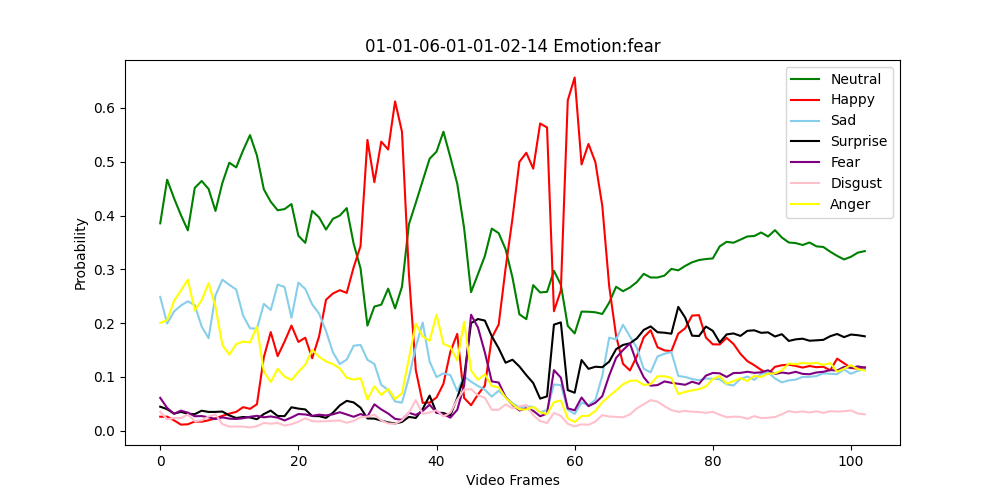 01-01-06-01-01-02-14 Emotion:fear
Probability
0.6
0.5
0.4
0.3
0.2
0.1
0.0
Neutral
Happy
Sad
Surprise
Fear
Disgust
Anger
0 20 40 60 80 100
Video Frames